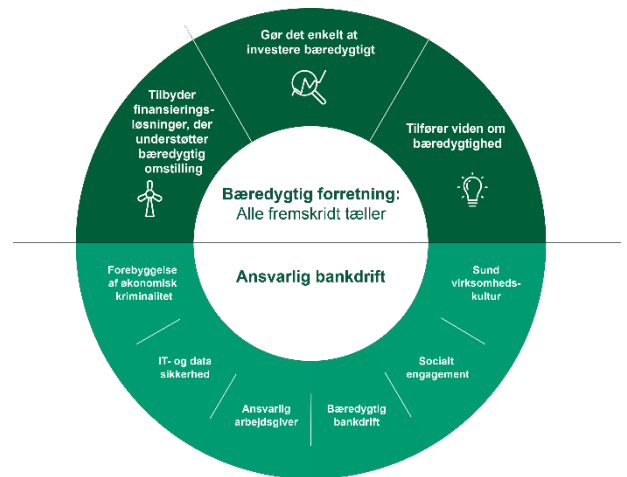 Gør det enkelt at
investere bæredygtigt
Tilbyder
finansierings-
løsninger, der
understøtter
bæredygtig
omstilling
Tilfører viden om
bæredygtighed
Bæredygtig forretning:
Alle fremskridt tæller
Ansvarlig bankdrift
Forebyggelse
af økonomisk
kriminalitet
IT- og data
sikkerhed
Ansvarlig
arbejdsgiver
Bæredygtig
bankdrift
Socialt
engagement
Sund
virksomheds-
kultur